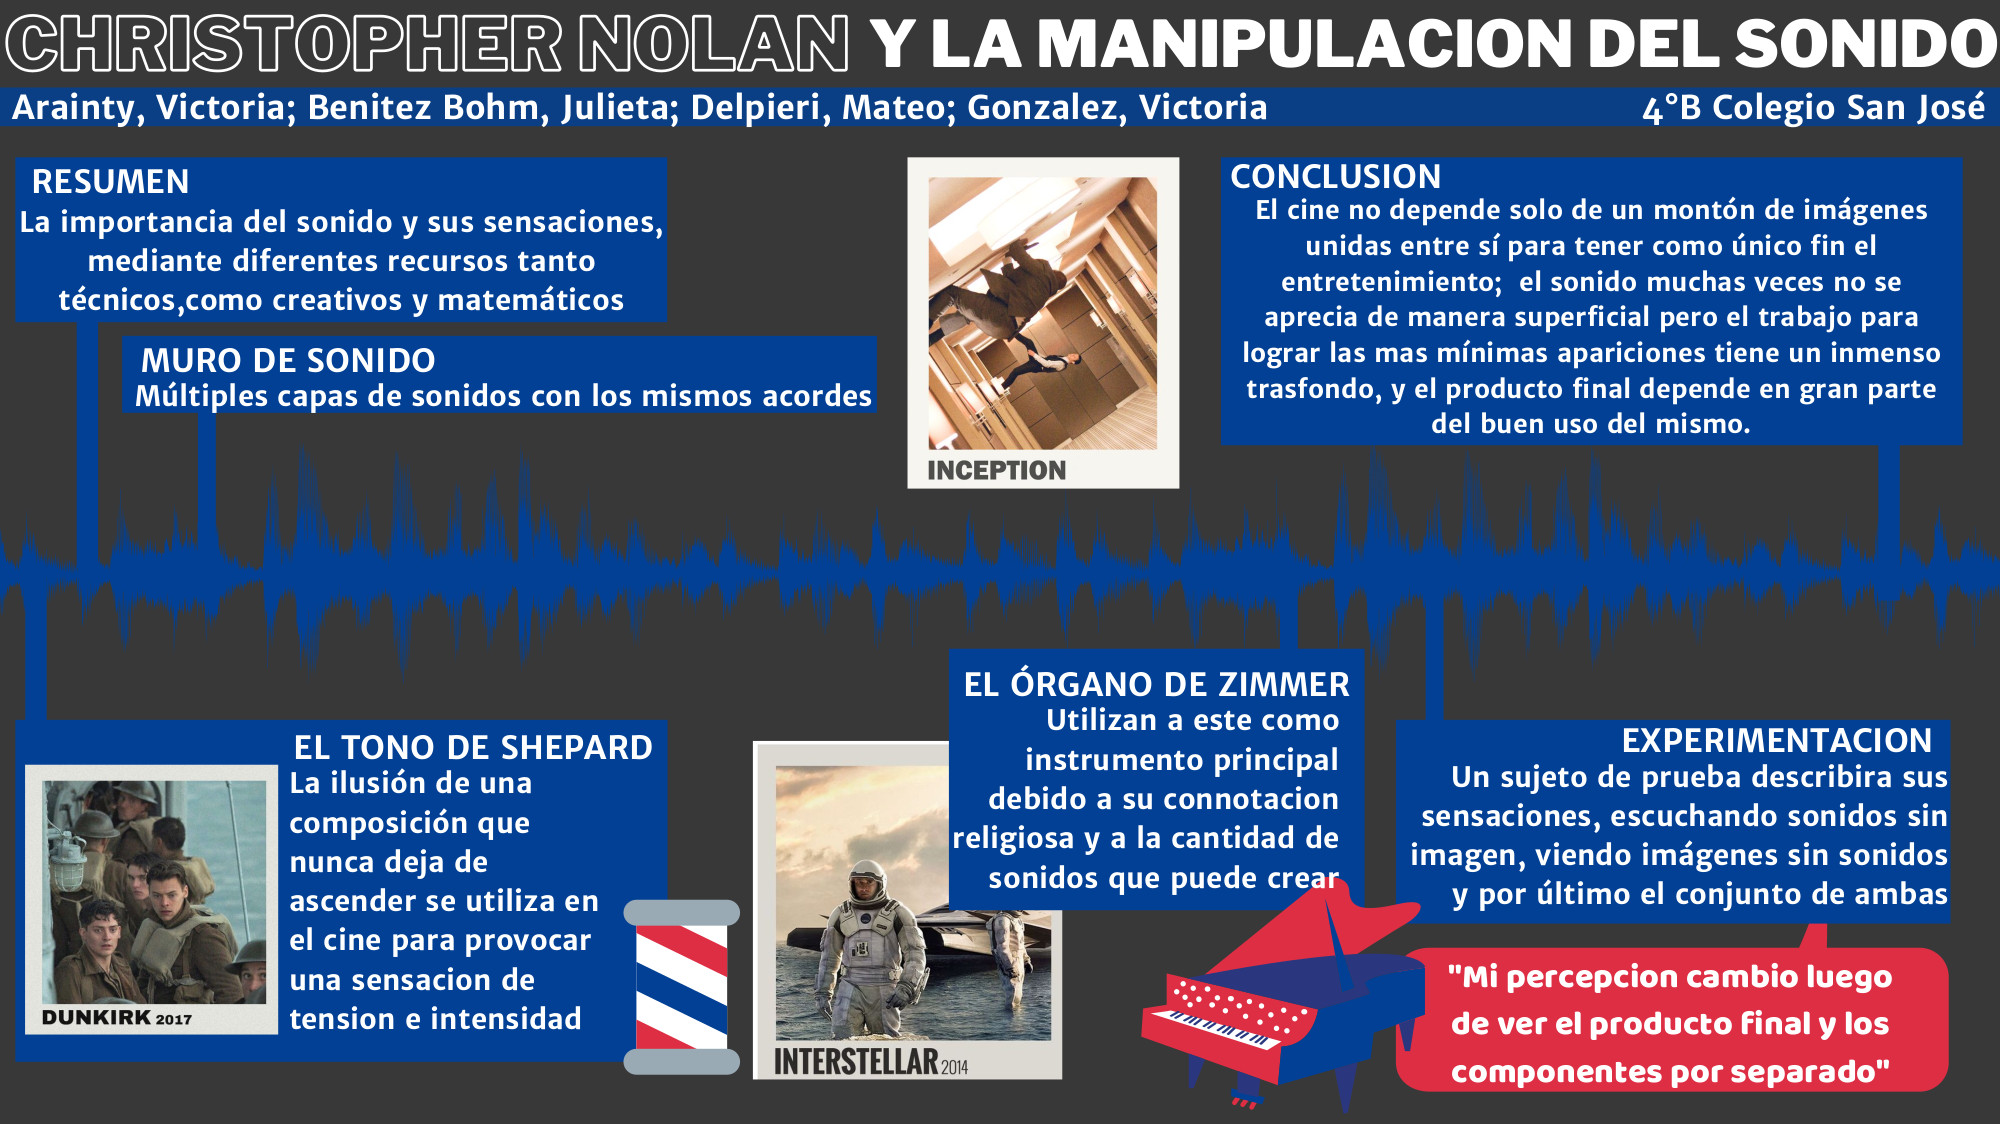 CHRISTOPHER NOLAN Y LA MANIPULACION DEL SONIDO
Arainty, Victoria; Benitez Bohm, Julieta; Delpieri, Mateo; Gonzalez, Victoria
4°B Colegio San José
RESUMEN
La importancia del sonido y sus sensaciones,
mediante diferentes recursos tanto
técnicos,como creativos y matemáticos
MURO DE SONIDO
Múltiples capas de sonidos con los mismos acordes
INCEPTION
CONCLUSION
El cine no depende solo de un montón de imágenes
unidas entre sí para tener como único fin el
entretenimiento;  el sonido muchas veces no se
aprecia de manera superficial pero el trabajo para
lograr las mas mínimas apariciones tiene un inmenso
trasfondo, y el producto final depende en gran parte
del buen uso del mismo.
EL TONO DE SHEPARD
La ilusión de una
composición que
nunca deja de
ascender se utiliza en
el cine para provocar
una sensacion de
tension e intensidad
DUNKIRK 2017
INTERSTELLAR 2014
EL ÓRGANO DE ZIMMER
Utilizan a este como
instrumento principal
debido a su connotacion
religiosa y a la cantidad de
sonidos que puede crear
EXPERIMENTACION
Un sujeto de prueba describira sus
sensaciones, escuchando sonidos sin
imagen, viendo imágenes sin sonidos
y por último el conjunto de ambas
"Mi percepcion cambio luego
de ver el producto final y los
componentes por separado"